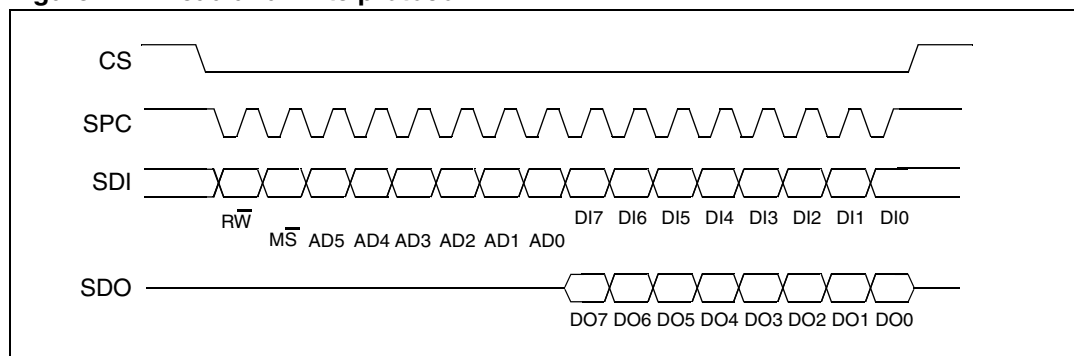 CS
SPC
SDI
RW̅
DI7 DI6 DI5 DI4 DI3 DI2 DI1 DI0
MS̅ AD5 AD4 AD3 AD2 AD1 AD0
SDO
DO7 DO6 DO5 DO4 DO3 DO2 DO1 DO0